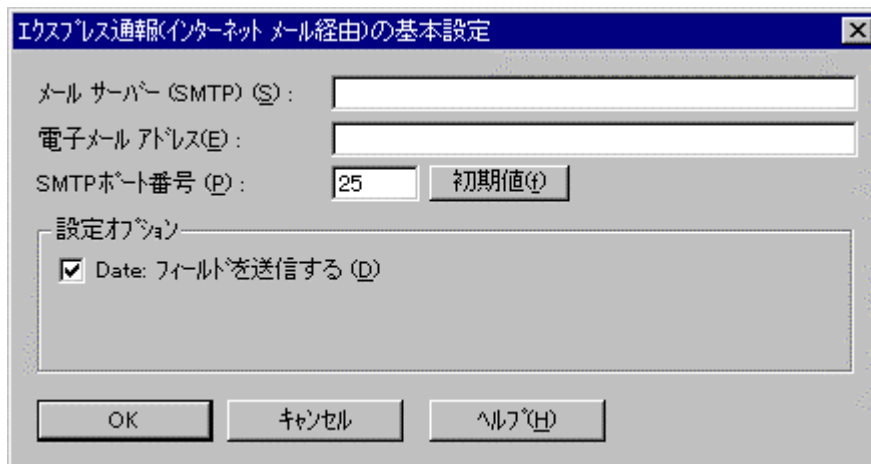 ｴｸｽﾌﾟﾚｽ通報(ｲﾝﾀｰﾈｯﾄ ﾒｰﾙ経由)の基本設定
ﾒｰﾙ ｻｰﾊﾞｰ (SMTP) (S) :
電子ﾒｰﾙ ｱﾄﾞﾚｽ(E) :
SMTPﾎﾟｰﾄ番号 (P) : 25 初期値(f)
設定ｵﾌﾟｼｮﾝ
Date: ﾌｨｰﾙﾄﾞを送信する (D)
OK ｷｬﾝｾﾙ ﾍﾙﾌﾟ(H)